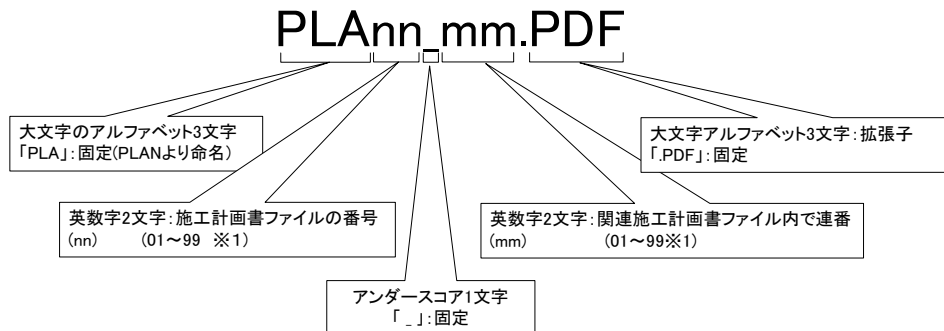 PLAnn_mm.PDF
大文字のアルファベット3文字
「PLA」:固定(PLANより命名)
大文字アルファベット3文字:拡張子
「.PDF」:固定
英数字2文字:施工計画書ファイルの番号
(nn) (01~99 ※1)
英数字2文字:関連施工計画書ファイル内で連番
(mm) (01~99※1)
アンダースコア1文字
「_」:固定